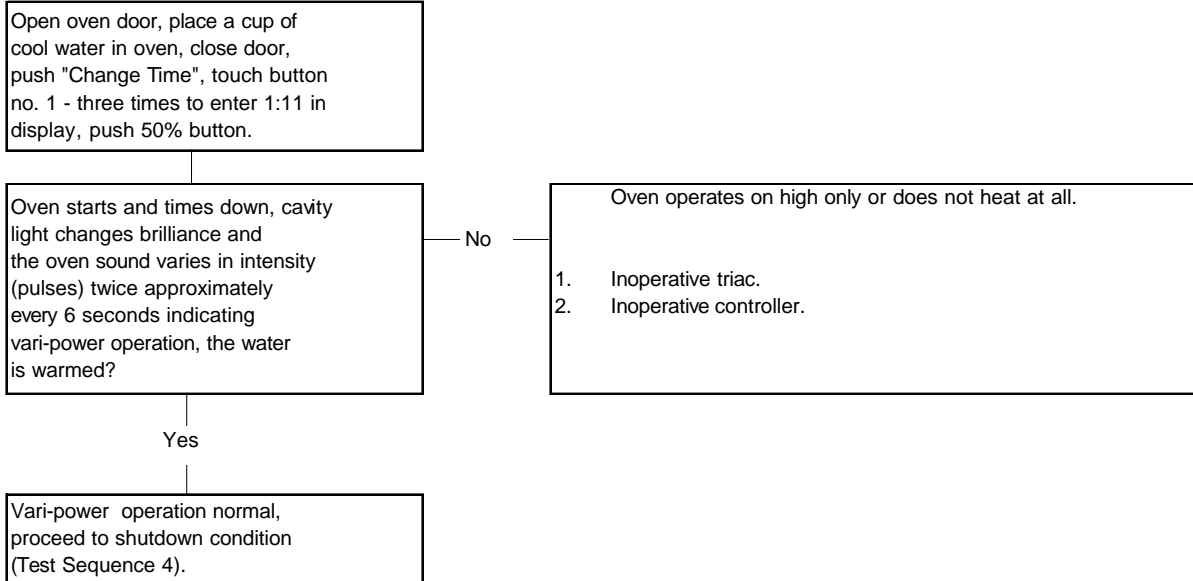 Open oven door, place a cup of
cool water in oven, close door,
push "Change Time", touch button
no. 1 - three times to enter 1:11 in
display, push 50% button.
Oven starts and times down, cavity
light changes brilliance and
the oven sound varies in intensity
(pulses) twice approximately
every 6 seconds indicating
vari-power operation, the water
is warmed?
No
Oven operates on high only or does not heat at all.
1. Inoperative triac.
2. Inoperative controller.
Yes
Vari-power operation normal,
proceed to shutdown condition
(Test Sequence 4).